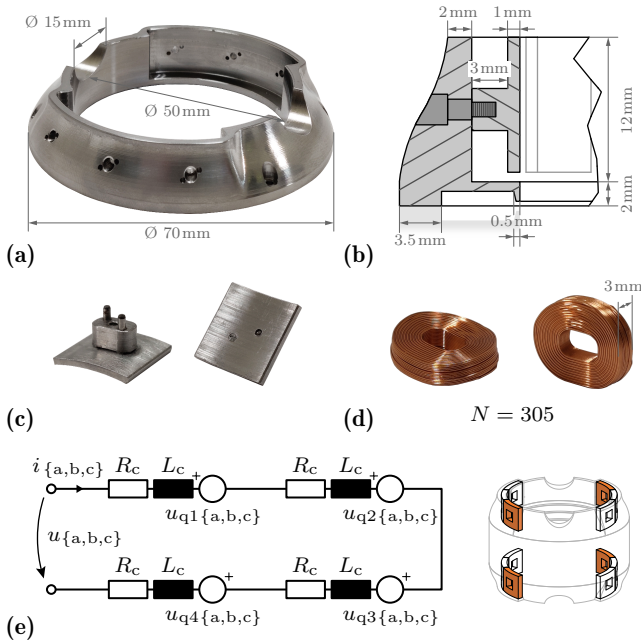 Ø 15mm
Ø 50mm
Ø 70mm
(a)
2mm
1mm
3mm
12mm
2mm
0.5mm
3.5mm
(b)
(c)
3mm
(d)
N = 305
i{a,b,c}
Rc
Lc
+
uq1{a,b,c}
Rc
Lc
+
uq2{a,b,c}
u{a,b,c}
Rc
Lc
+
uq4{a,b,c}
Rc
Lc
+
uq3{a,b,c}
(e)